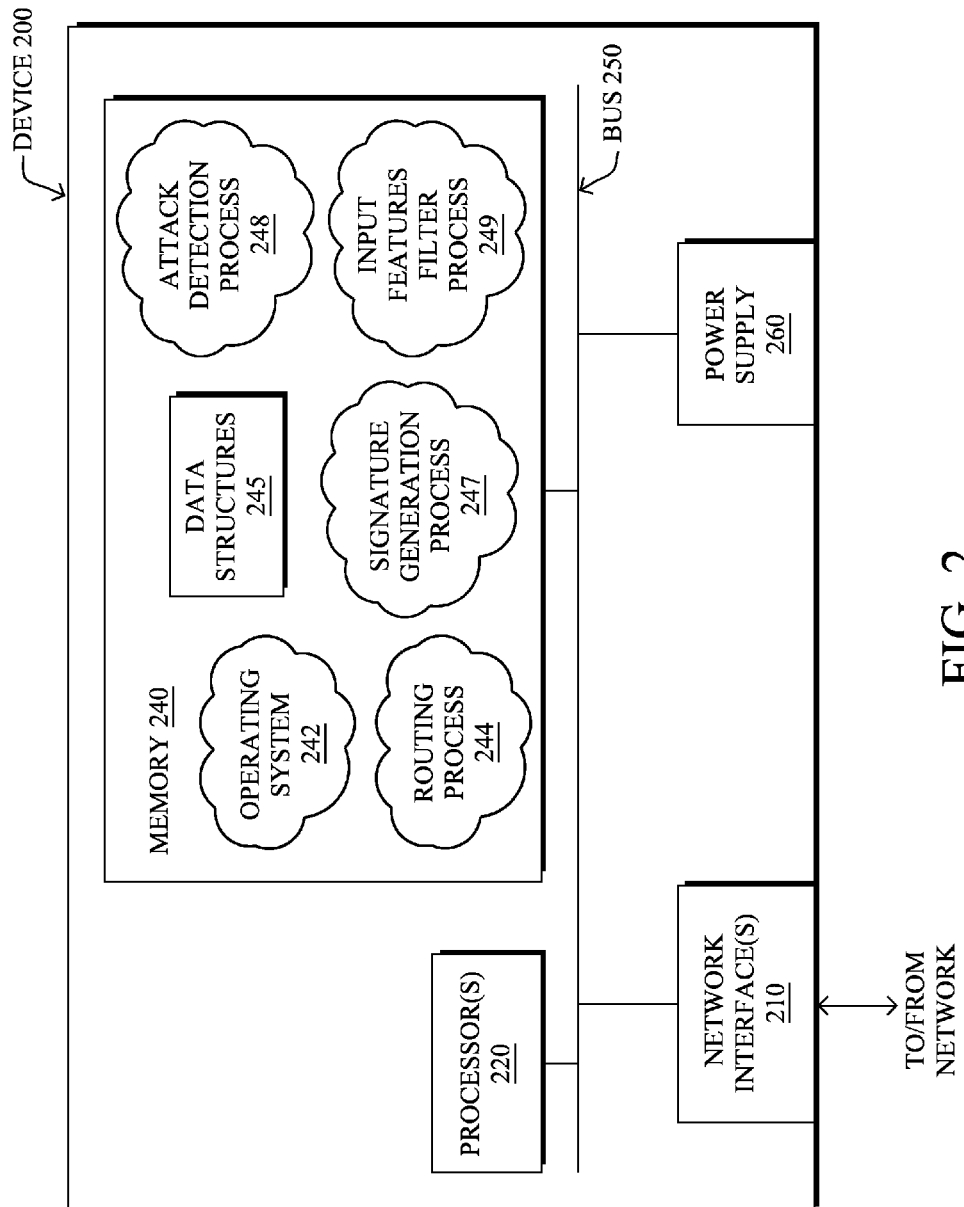 DEVICE 200
MEMORY 240
OPERATING
SYSTEM
242
DATA
STRUCTURES
245
ATTACK
DETECTION
PROCESS
248
ROUTING
PROCESS
244
SIGNATURE
GENERATION
PROCESS
247
INPUT
FEATURES
FILTER
PROCESS
249
PROCESSOR(S)
220
BUS 250
NETWORK
INTERFACE(S)
210
POWER
SUPPLY
260
TO/FROM
NETWORK
FIG. 2